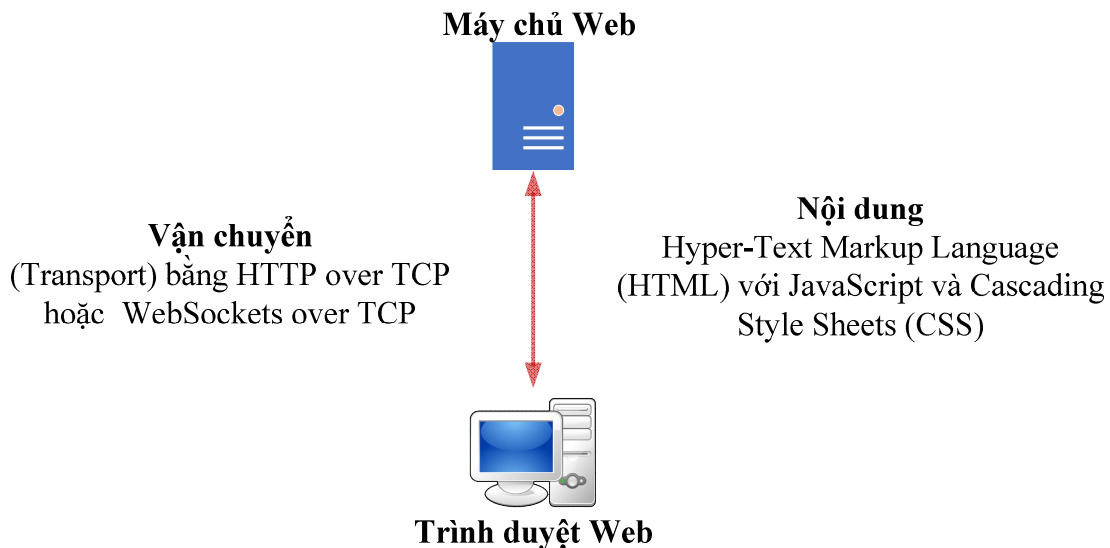 Máy chủ Web
Vận chuyển
(Transport) bằng HTTP over TCP
hoặc WebSockets over TCP
Nội dung
Hyper-Text Markup Language
(HTML) với JavaScript và Cascading
Style Sheets (CSS)
Trình duyệt Web